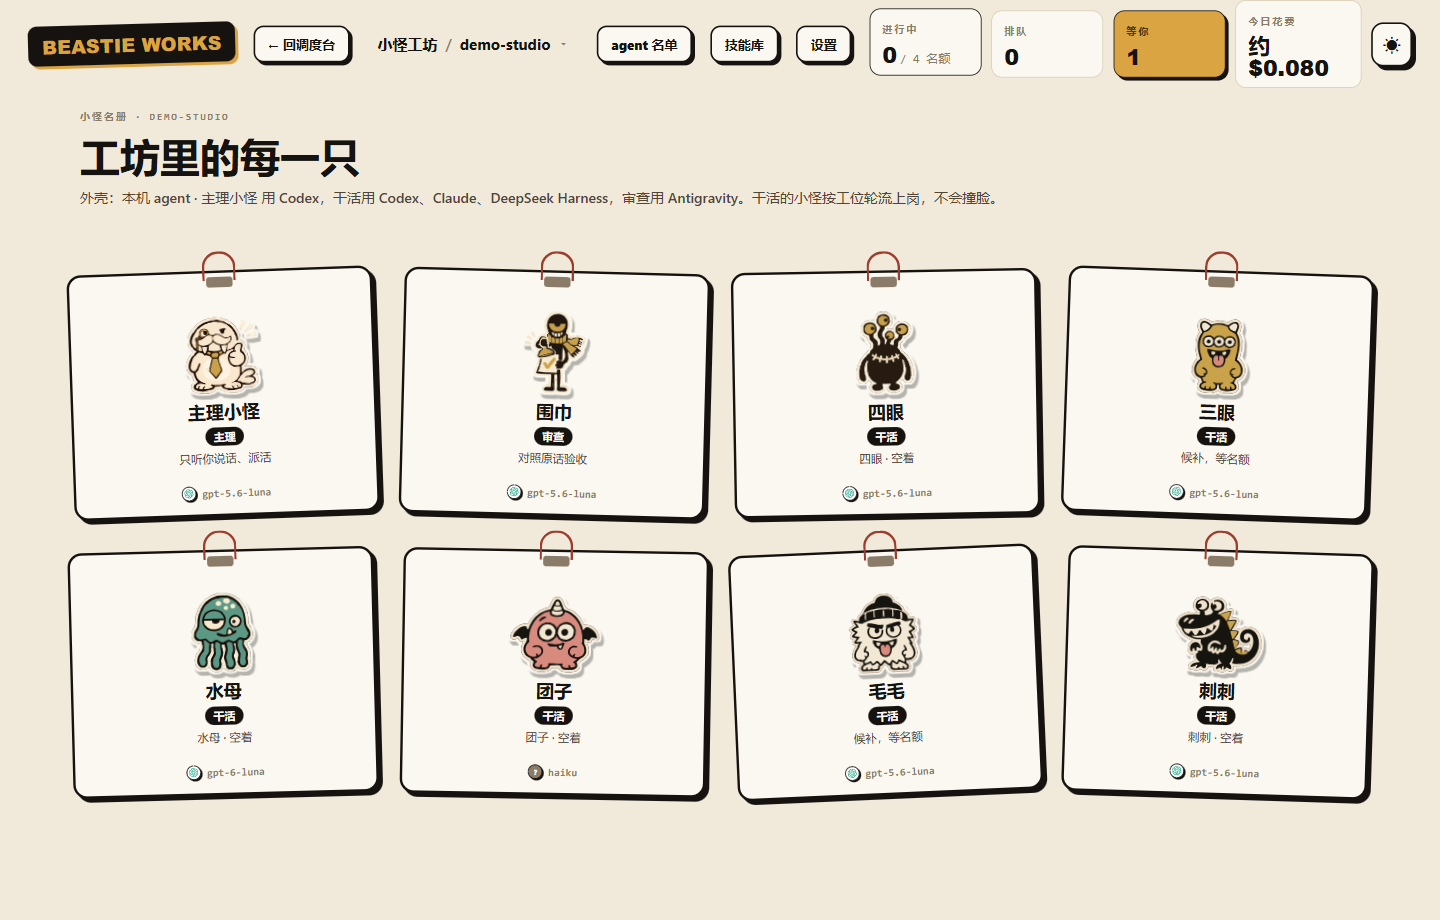 BEASTIE WORKS
← 回调度台
小怪工坊 / demo-studio
agent 名单
技能库
设置
进行中
0 / 4 名额
排队
0
等你
1
今日花费
约
$0.080
小怪名册 · DEMO-STUDIO
工坊里的每一只
外壳：本机 agent · 主理小怪 用 Codex，干活用 Codex、Claude、DeepSeek Harness，审查用 Antigravity。干活的小怪按工位轮流上岗，不会撞脸。
主理小怪
主理
只听你说话、派活
gpt-5.6-luna
围巾
审查
对照原话验收
gpt-5.6-luna
四眼
干活
四眼 · 空着
gpt-5.6-luna
三眼
干活
候补，等名额
gpt-5.6-luna
水母
干活
水母 · 空着
gpt-6-luna
团子
干活
团子 · 空着
? haiku
毛毛
干活
候补，等名额
gpt-5.6-luna
刺刺
干活
刺刺 · 空着
gpt-5.6-luna